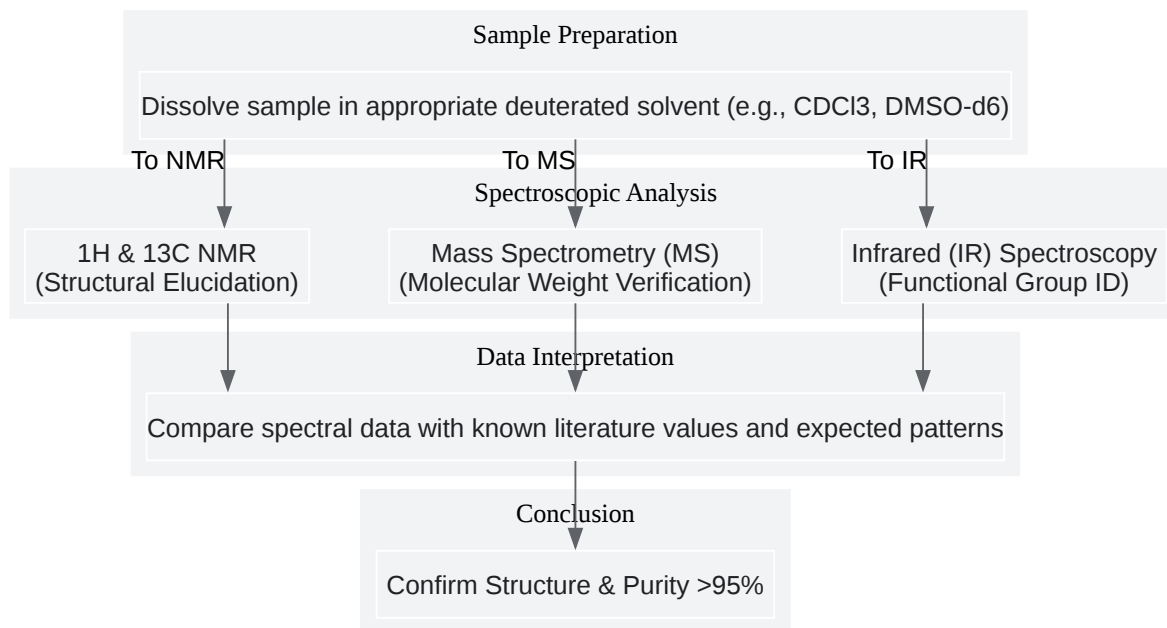 Sample Preparation
Dissolve sample in appropriate deuterated solvent (e.g., CDCl3, DMSO-d6)
To NMR
To MS
To IR
Spectroscopic Analysis
1H & 13C NMR
(Structural Elucidation)
Mass Spectrometry (MS)
(Molecular Weight Verification)
Infrared (IR) Spectroscopy
(Functional Group ID)
Data Interpretation
Compare spectral data with known literature values and expected patterns
Conclusion
Confirm Structure & Purity >95%